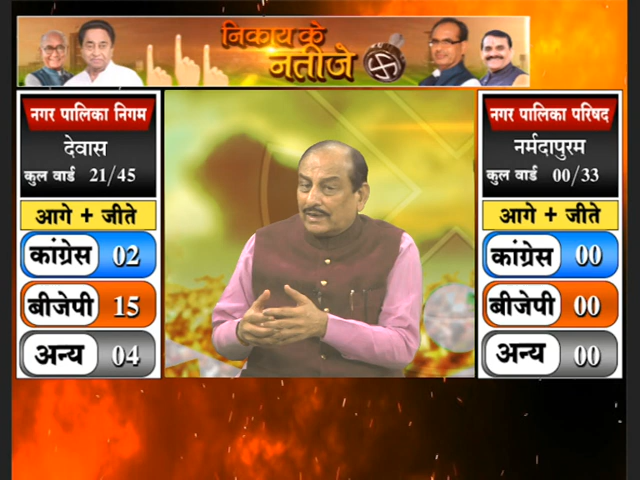 निकाय के
नतीजे
नगर पालिका निगम
देवास
कुल वार्ड 21/45
आगे + जीते
कांग्रेस 02
बीजेपी 15
अन्य 04
नगर पालिका परिषद
नर्मदापुरम
कुल वार्ड 00/33
आगे + जीते
कांग्रेस 00
बीजेपी 00
अन्य 00